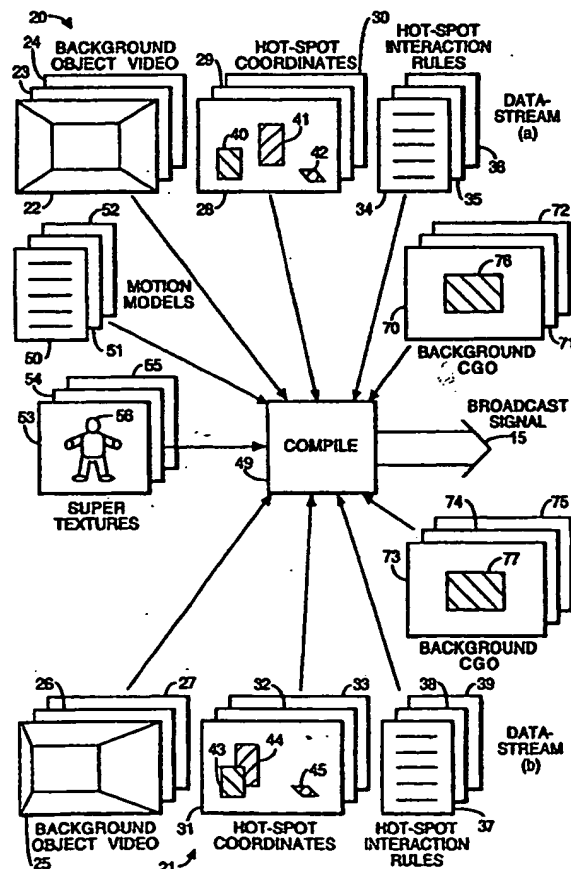 20
24
23
BACKGROUND
OBJECT VIDEO
22
30
29
HOT-SPOT
COORDINATES
40
41
42
28
HOT-SPOT
INTERACTION
RULES
34
35
36
DATA-
STREAM
(a)
52
MOTION
MODELS
50
51
72
76
70
71
BACKGROUND
CGO
55
54
53
56
SUPER
TEXTURES
COMPILE
49
BROADCAST
SIGNAL
15
75
74
73
77
BACKGROUND
CGO
26
27
25
BACKGROUND
OBJECT VIDEO
32
33
43
44
45
31
HOT-SPOT
COORDINATES
21
38
39
37
HOT-SPOT
INTERACTION
RULES
DATA-
STREAM
(b)